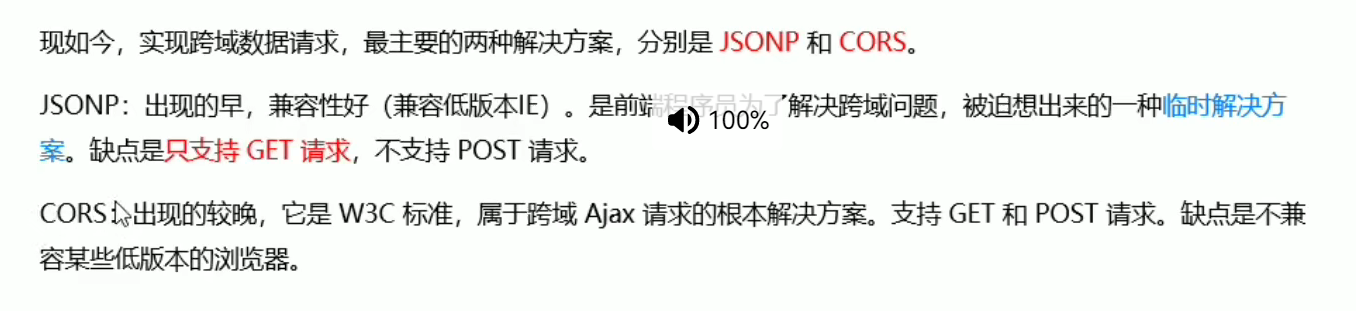 现如今，实现跨域数据请求，最主要的两种解决方案，分别是 JSONP 和 CORS。
JSONP：出现的早，兼容性好（兼容低版本IE）。是前端程序员为了解决跨域问题，被迫想出来的一种临时解决方
案。缺点是只支持 GET 请求，不支持 POST 请求。
100%
CORS：出现的较晚，它是 W3C 标准，属于跨域 Ajax 请求的根本解决方案。支持 GET 和 POST 请求。缺点是不兼
容某些低版本的浏览器。